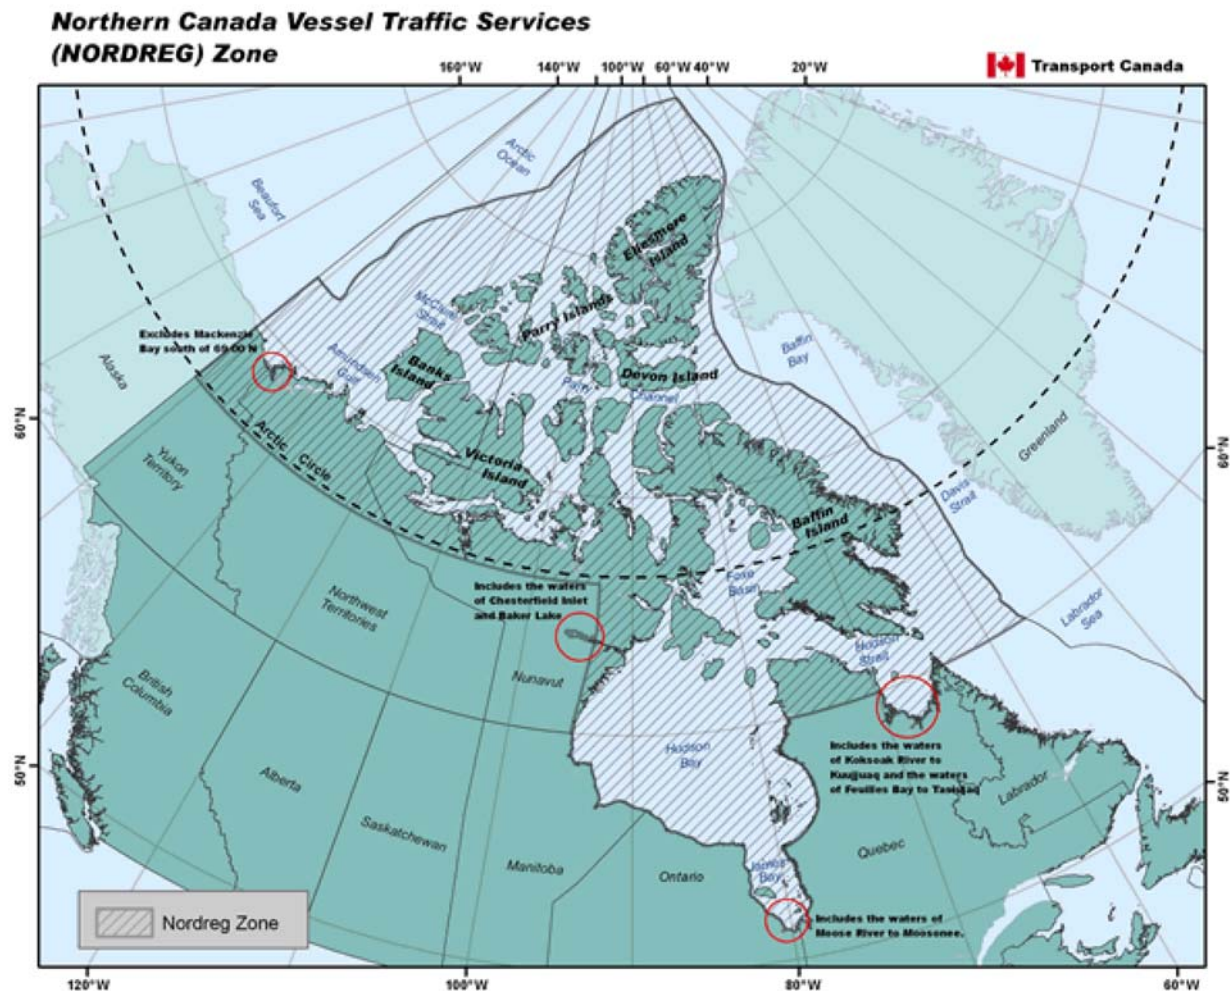 Northern Canada Vessel Traffic Services
(NORDREG) Zone
160°W 140°W 100°W 60°W 40°W 20°W
Transport Canada
Arctic
Ocean
Beaufort
Sea
Ellesmere
Island
McClure
Strait
Parry Islands
Excludes Mackenzie
Bay south of 69 00 N
Alaska
Amundsen
Gulf
Banks
Island
Devon Island
Parry
Channel
Baffin
Bay
60°N
60°N
Greenland
Arctic
Circle
Yukon
Territory
Victoria
Island
Baffin
Island
Davis
Strait
Includes the waters
of Chesterfield Inlet
and Baker Lake
Foxe
Basin
Northwest
Territories
Labrador
Sea
Hudson
Strait
Nunavut
British
Columbia
Hudson
Bay
Includes the waters
of Koksoak River to
Kuujjuaq and the waters
of Feuilles Bay to Tasiujaq
50°N
50°N
Alberta
Labrador
Saskatchewan
Manitoba
Ontario
Quebec
James
Bay
Nordreg Zone
Includes the waters of
Moose River to Moosonee.
120°W 100°W 80°W 60°W